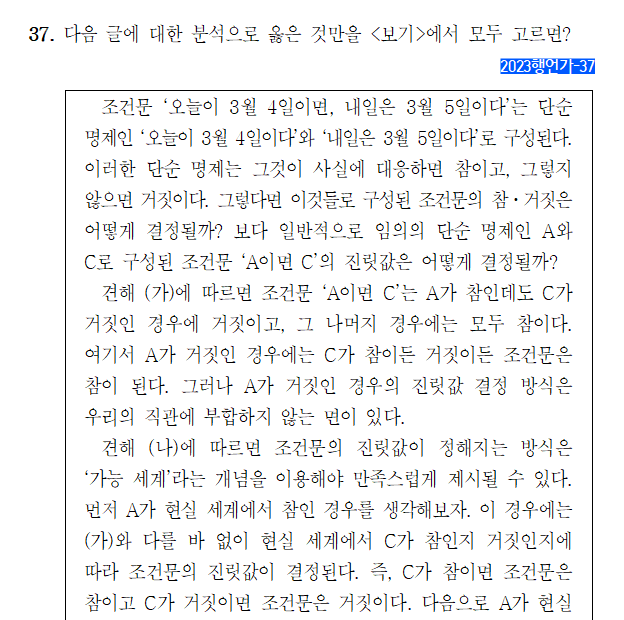 37. 다음 글에 대한 분석으로 옳은 것만을 <보기>에서 모두 고르면?
2023행언가-37
조건문 ‘오늘이 3월 4일이면, 내일은 3월 5일이다’는 단순
명제인 ‘오늘이 3월 4일이다’와 ‘내일은 3월 5일이다’로 구성된다.
이러한 단순 명제는 그것이 사실에 대응하면 참이고, 그렇지
않으면 거짓이다. 그렇다면 이것들로 구성된 조건문의 참·거짓은
어떻게 결정될까? 보다 일반적으로 임의의 단순 명제인 A와
C로 구성된 조건문 ‘A이면 C’의 진릿값은 어떻게 결정될까?
견해 (가)에 따르면 조건문 ‘A이면 C’는 A가 참인데도 C가
거짓인 경우에 거짓이고, 그 나머지 경우에는 모두 참이다.
여기서 A가 거짓인 경우에는 C가 참이든 거짓이든 조건문은
참이 된다. 그러나 A가 거짓인 경우의 진릿값 결정 방식은
우리의 직관에 부합하지 않는 면이 있다.
견해 (나)에 따르면 조건문의 진릿값이 정해지는 방식은
‘가능 세계’라는 개념을 이용해야 만족스럽게 제시될 수 있다.
먼저 A가 현실 세계에서 참인 경우를 생각해보자. 이 경우에는
(가)와 다를 바 없이 현실 세계에서 C가 참인지 거짓인지에
따라 조건문의 진릿값이 결정된다. 즉, C가 참이면 조건문은
참이고 C가 거짓이면 조건문은 거짓이다. 다음으로 A가 현실